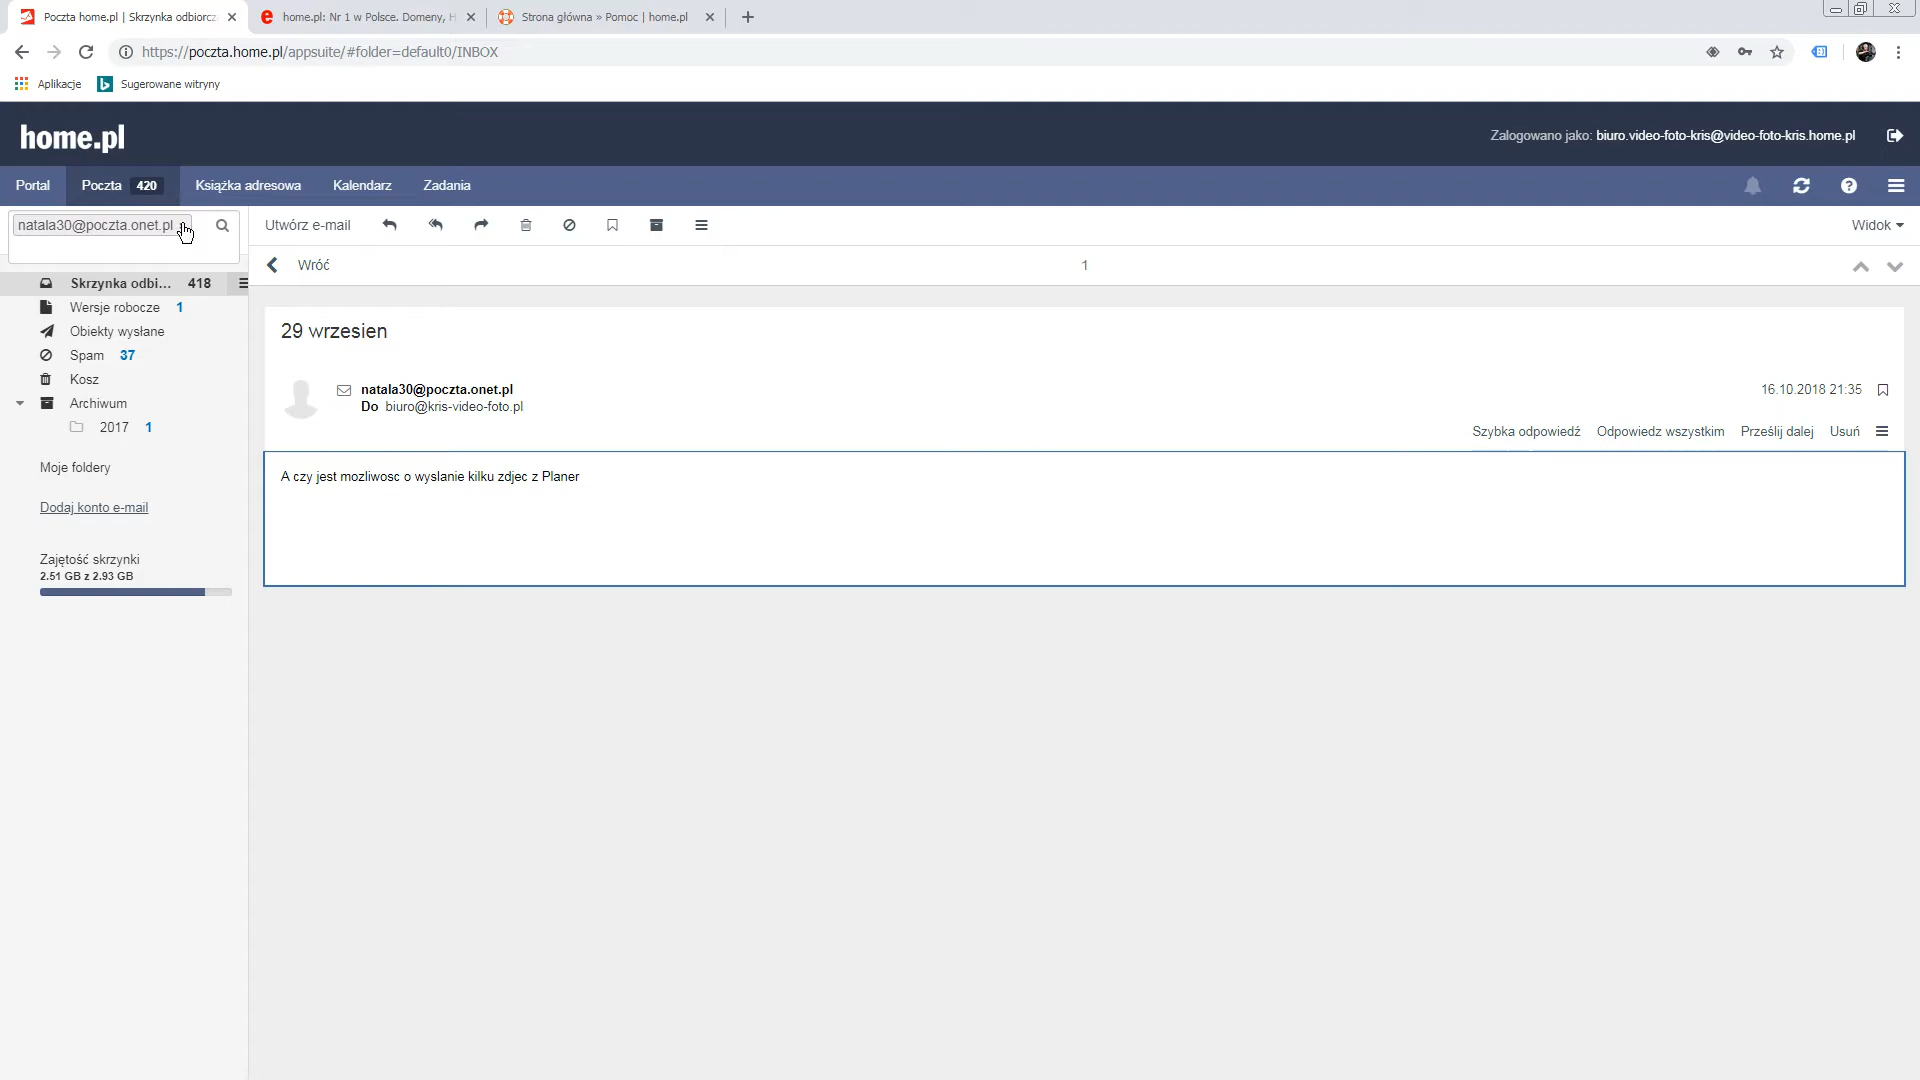 Poczta home.pl | Skrzynka odbiorcz
home.pl: Nr 1 w Polsce. Domeny, H
Strona główna » Pomoc | home.pl
https://poczta.home.pl/appsuite/#folder=default0/INBOX
Aplikacje
Sugerowane witryny
home.pl
Zalogowano jako: biuro.video-foto-kris@video-foto-kris.home.pl
Portal
Poczta 420
Książka adresowa
Kalendarz
Zadania
natala30@poczta.onet.pl
Utwórz e-mail
Widok
Wróć
1
Skrzynka odbi... 418
Wersje robocze 1
Obiekty wysłane
Spam 37
Kosz
Archiwum
2017 1
Moje foldery
Dodaj konto e-mail
Zajętość skrzynki
2.51 GB z 2.93 GB
29 wrzesien
natala30@poczta.onet.pl
16.10.2018 21:35
Do biuro@kris-video-foto.pl
Szybka odpowiedź Odpowiedz wszystkim Prześlij dalej Usuń
A czy jest mozliwosc o wyslanie kilku zdjec z Planer